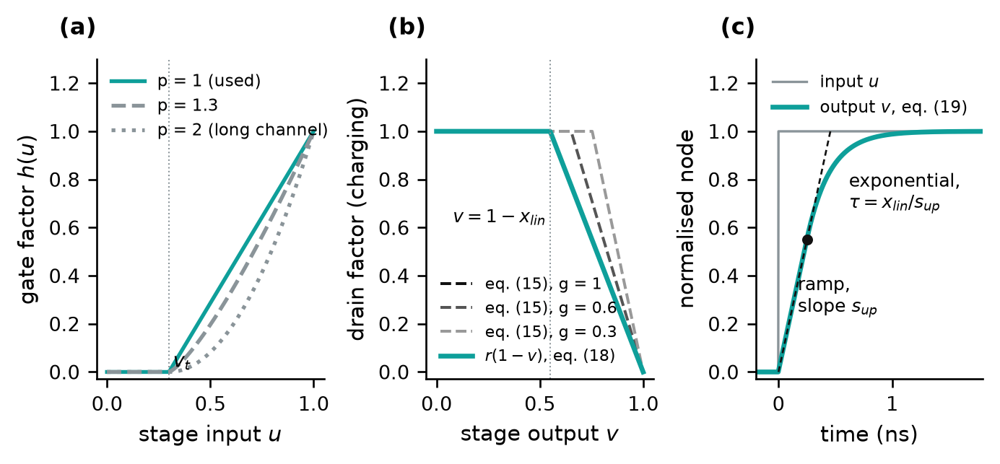 (a)
gate factor h(u)
1.2
1.0
0.8
0.6
0.4
0.2
0.0
p = 1 (used)
p = 1.3
p = 2 (long channel)
v_t
0.0 0.5 1.0
stage input u
(b)
drain factor (charging)
1.2
1.0
0.8
0.6
0.4
0.2
0.0
v = 1 − x_lin
eq. (15), g = 1
eq. (15), g = 0.6
eq. (15), g = 0.3
r(1 − v), eq. (18)
0.0 0.5 1.0
stage output v
(c)
normalised node
1.2
1.0
0.8
0.6
0.4
0.2
0.0
input u
output v, eq. (19)
exponential,
τ = x_lin/s_up
ramp,
slope s_up
0 1
time (ns)